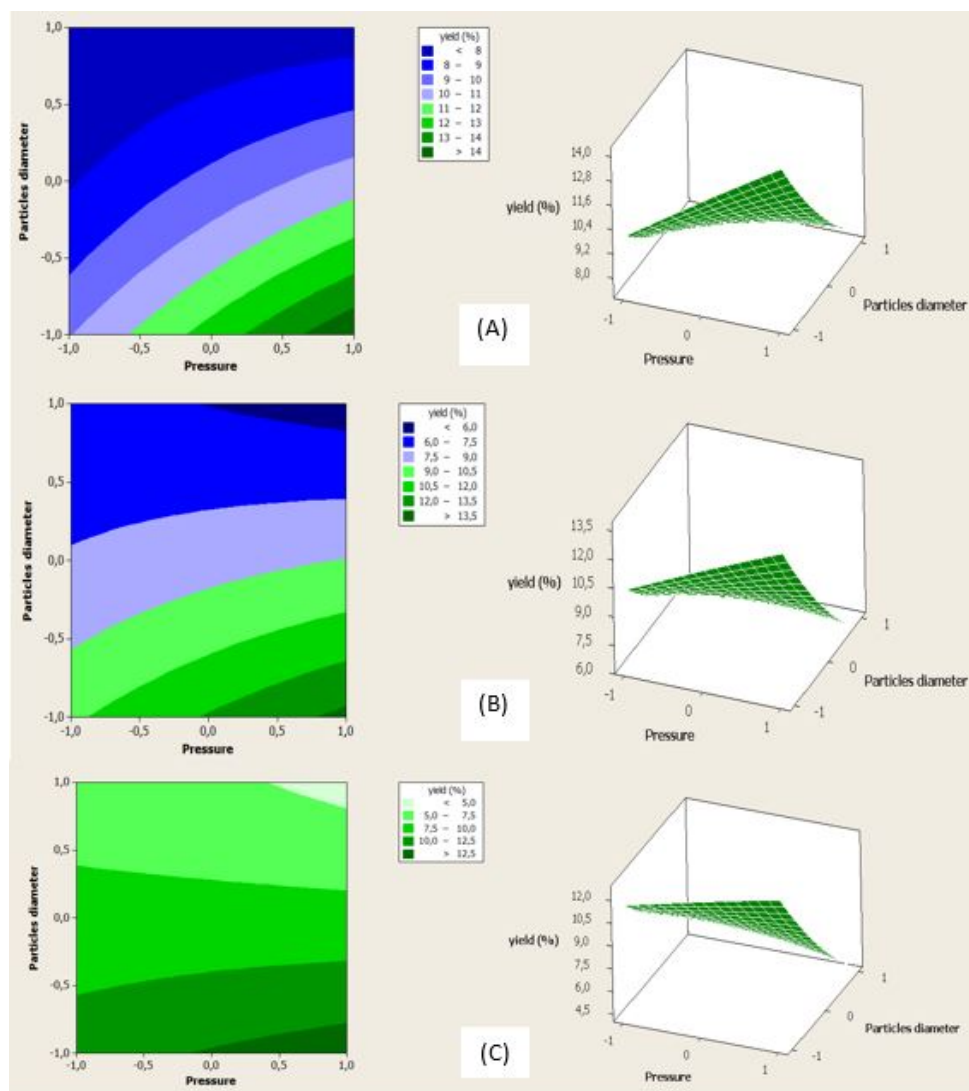 yield (%)
< 8
8 – 9
9 – 10
10 – 11
11 – 12
12 – 13
13 – 14
> 14
1,0
0,5
0,0
-0,5
-1,0
Particles diameter
-1,0 -0,5 0,0 0,5 1,0
Pressure
14,0
12,8
11,6
10,4
9,2
8,0
yield (%)
-1 0 1
Pressure
-1 0 1
Particles diameter
(A)
yield (%)
< 6,0
6,0 – 7,5
7,5 – 9,0
9,0 – 10,5
10,5 – 12,0
12,0 – 13,5
> 13,5
1,0
0,5
0,0
-0,5
-1,0
Particles diameter
-1,0 -0,5 0,0 0,5 1,0
Pressure
13,5
12,0
10,5
9,0
7,5
6,0
yield (%)
-1 0 1
Pressure
-1 0 1
Particles diameter
(B)
yield (%)
< 5,0
5,0 – 7,5
7,5 – 10,0
10,0 – 12,5
> 12,5
1,0
0,5
0,0
-0,5
-1,0
Particles diameter
-1,0 -0,5 0,0 0,5 1,0
Pressure
12,0
10,5
9,0
7,5
6,0
4,5
yield (%)
-1 0 1
Pressure
-1 0 1
Particles diameter
(C)